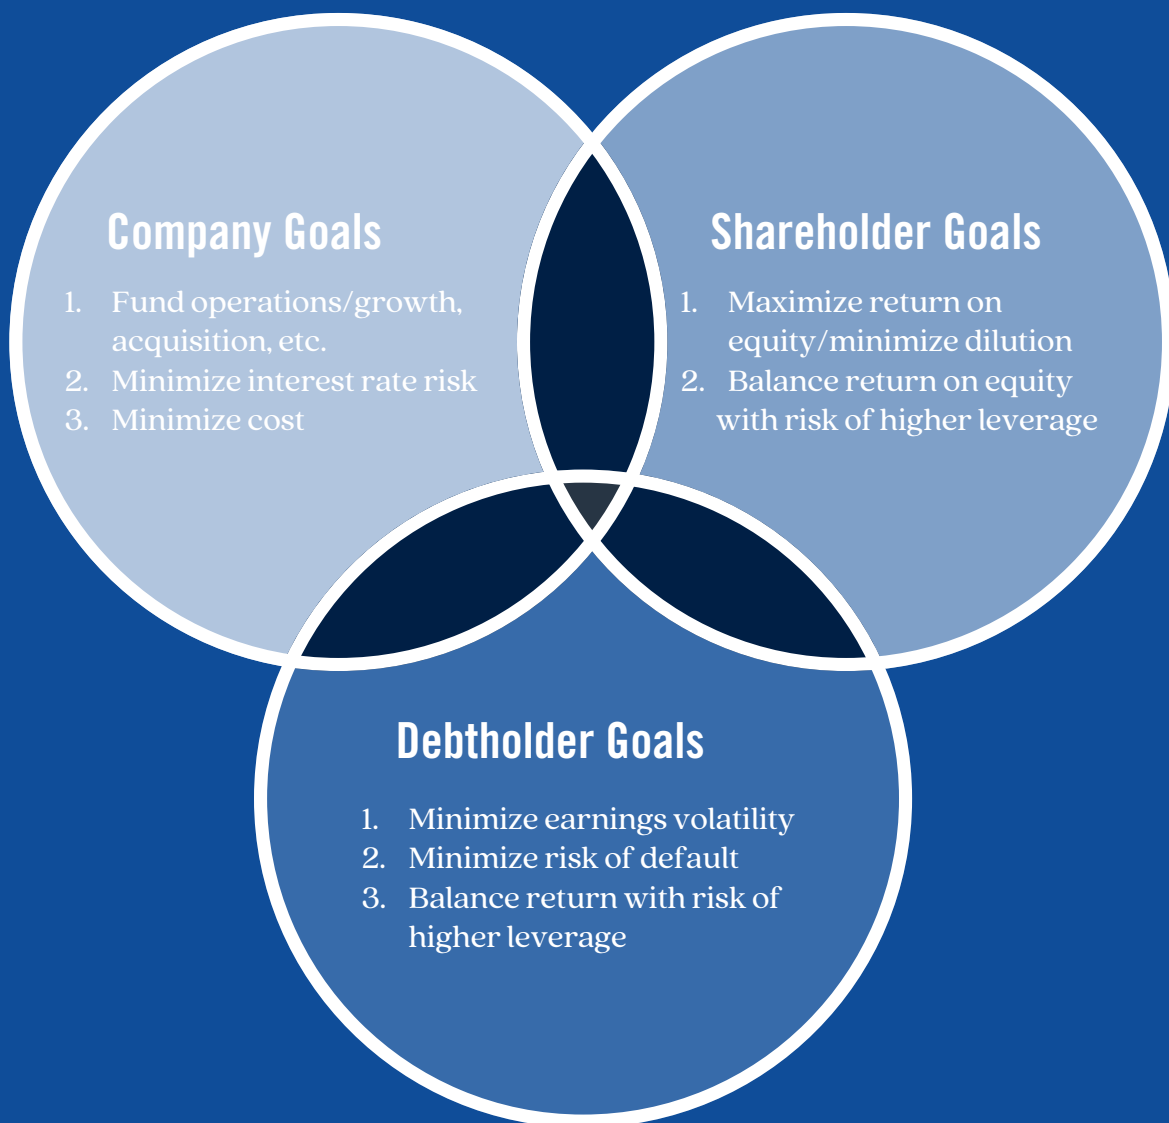 Company Goals
1. Fund operations/growth,
acquisition, etc.
2. Minimize interest rate risk
3. Minimize cost
Shareholder Goals
1. Maximize return on
equity/minimize dilution
2. Balance return on equity
with risk of higher leverage
Debtholder Goals
1. Minimize earnings volatility
2. Minimize risk of default
3. Balance return with risk of
higher leverage